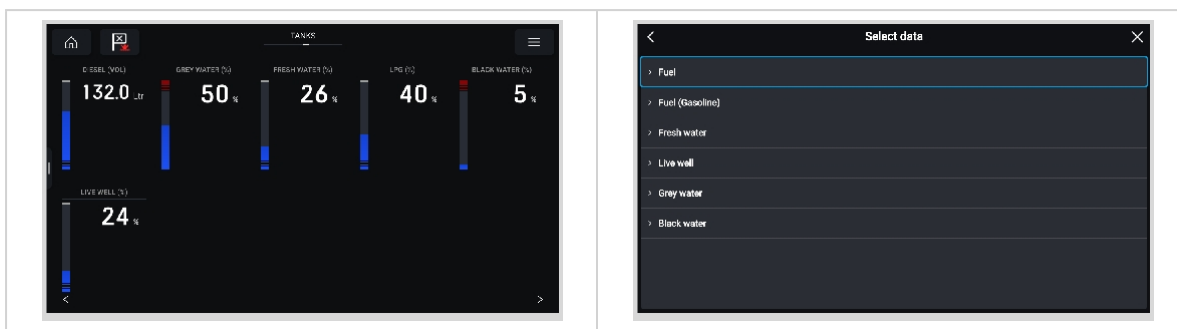 TANKS
DIESEL (VOL) GREY WATER (%) FRESH WATER (%) LPG (%) BLACK WATER (%)
132.0 Ltr 50 % 26 % 40 % 5 %
LIVE WELL (%)
24 %
Select data
Fuel
Fuel (Gasoline)
Fresh water
Live well
Grey water
Black water